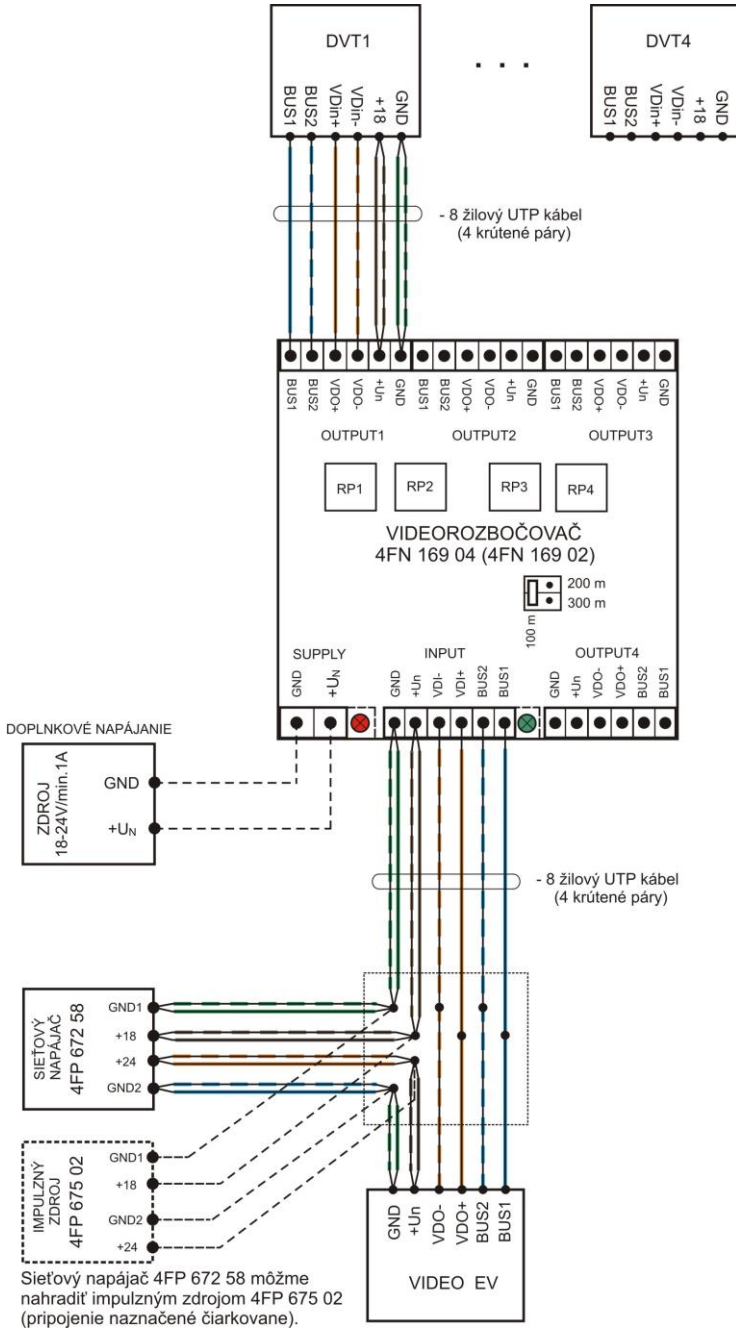 DVT1
. . .
DVT4
BUS1
BUS2
VDin+
VDin-
+18
GND
BUS1
BUS2
VDin+
VDin-
+18
GND
- 8 žilový UTP kábel
(4 krútené páry)
BUS1
BUS2
VDO+
VDO-
+Un
GND
BUS1
BUS2
VDO+
VDO-
+Un
GND
BUS1
BUS2
VDO+
VDO-
+Un
GND
OUTPUT1
OUTPUT2
OUTPUT3
RP1
RP2
RP3
RP4
VIDEOROZBOČOVAČ
4FN 169 04 (4FN 169 02)
200 m
300 m
100 m
SUPPLY
INPUT
OUTPUT4
GND
+UN
GND
+Un
VDI-
VDI+
BUS2
BUS1
GND
+Un
VDO-
VDO+
BUS2
BUS1
DOPLNKOVÉ NAPÁJANIE
ZDROJ
18-24V/min.1A
GND
+UN
- 8 žilový UTP kábel
(4 krútené páry)
SIEŤOVÝ
NAPÁJAČ
4FP 672 58
GND1
+18
+24
GND2
IMPULZNÝ
ZDROJ
4FP 675 02
GND1
+18
GND2
+24
GND
+Un
VDO-
VDO+
BUS2
BUS1
VIDEO EV
Sieťový napájač 4FP 672 58 môžme
nahradiť impulzným zdrojom 4FP 675 02
(pripojenie naznačené čiarkovane).